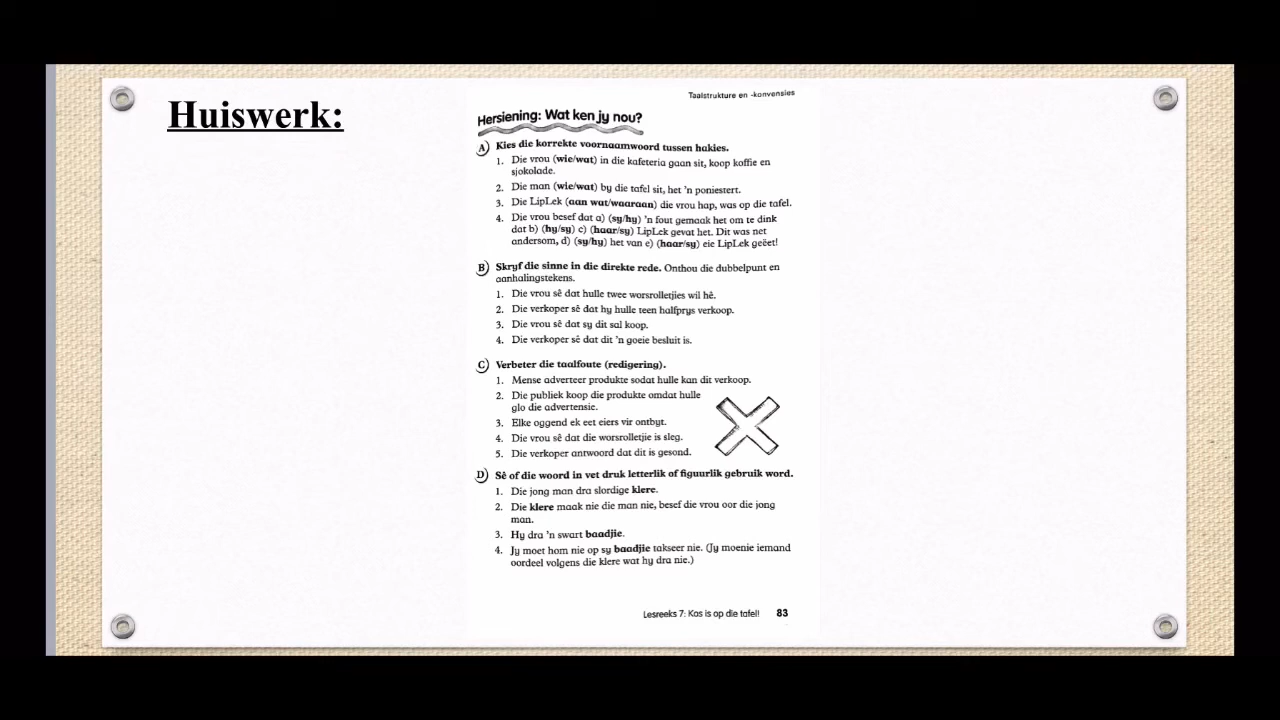 Huiswerk:
Taalstrukture en -konvensies
Hersiening: Wat ken jy nou?
A) Kies die korrekte voornaamwoord tussen hakies.
1. Die vrou (wie/wat) in die kafeteria gaan sit, koop koffie en
sjokolade.
2. Die man (wie/wat) by die tafel sit, het 'n poniestert.
3. Die LipLek (aan wat/waaraan) die vrou hap, was op die tafel.
4. Die vrou besef dat a) (sy/hy) 'n fout gemaak het om te dink
dat b) (hy/sy) c) (haar/sy) LipLek gevat het. Dit was net
andersom, d) (sy/hy) het van e) (haar/sy) eie LipLek geëet!
B) Skryf die sinne in die direkte rede. Onthou die dubbelpunt en
aanhalingstekens.
1. Die vrou sê dat hulle twee worsrolletjies wil hê.
2. Die verkoper sê dat hy hulle teen halfprys verkoop.
3. Die vrou sê dat sy dit sal koop.
4. Die verkoper sê dat dit 'n goeie besluit is.
C) Verbeter die taalfoute (redigering).
1. Mense adverteer produkte sodat hulle kan dit verkoop.
2. Die publiek koop die produkte omdat hulle
glo die advertensie.
3. Elke oggend ek eet eiers vir ontbyt.
4. Die vrou sê dat die worsrolletjie is sleg.
5. Die verkoper antwoord dat dit is gesond.
D) Sê of die woord in vet druk letterlik of figuurlik gebruik word.
1. Die jong man dra slordige klere.
2. Die klere maak nie die man nie, besef die vrou oor die jong
man.
3. Hy dra 'n swart baadjie.
4. Jy moet hom nie op sy baadjie takseer nie. (Jy moenie iemand
oordeel volgens die klere wat hy dra nie.)
Lesreeks 7: Kos is op die tafel! 83